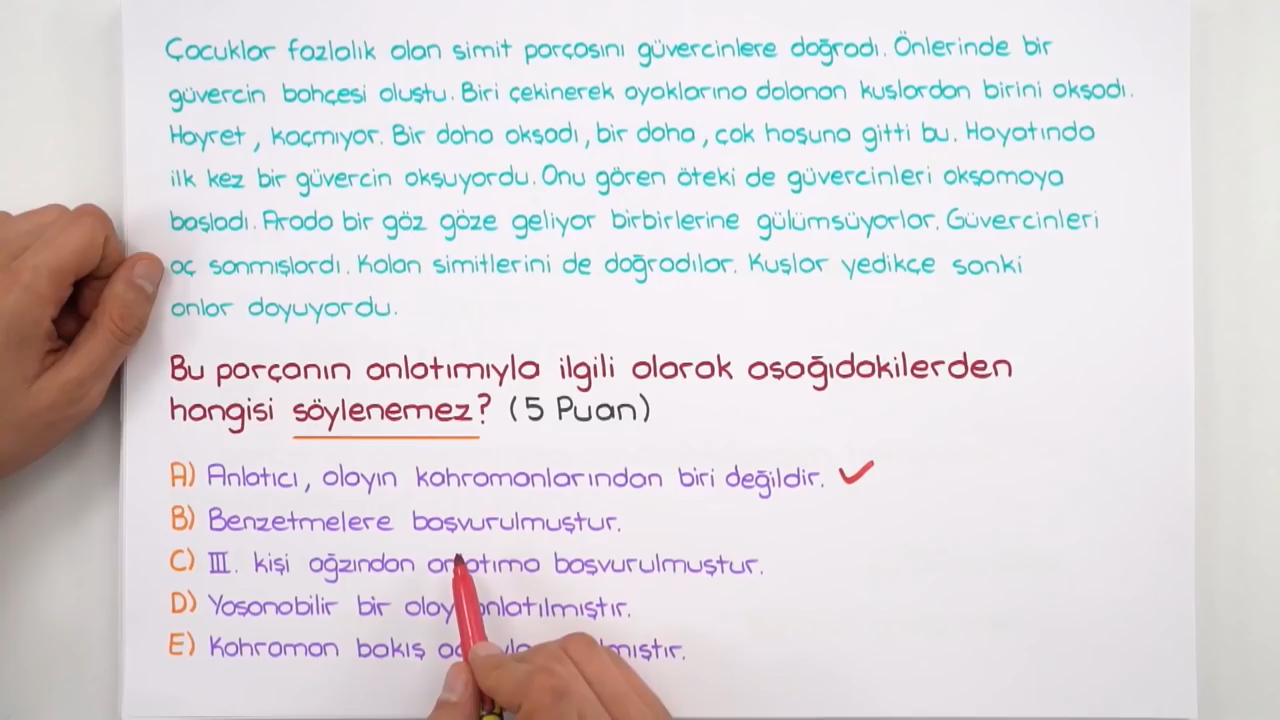 Çocuklar fazlalık olan simit parçasını güvercinlere doğradı. Önlerinde bir
güvercin bahçesi oluştu. Biri çekinerek ayaklarına dolanan kuşlardan birini okşadı.
Hayret, kaçmıyor. Bir daha okşadı, bir daha, çok hoşuna gitti bu. Hayatında
ilk kez bir güvercin okşuyordu. Onu gören öteki de güvercinleri okşamaya
başladı. Arada bir göz göze geliyor birbirlerine gülümsüyorlar. Güvercinleri
aç sanmışlardı. Kalan simitlerini de doğradılar. Kuşlar yedikçe sanki
onlar doyuyordu.
Bu parçanın anlatımıyla ilgili olarak aşağıdakilerden
hangisi söylenemez? (5 Puan)
A) Anlatıcı, olayın kahramanlarından biri değildir.
B) Benzetmelere başvurulmuştur.
C) III. kişi ağzından anlatıma başvurulmuştur.
D) Yaşanabilir bir olay anlatılmıştır.
E) Kahraman bakış